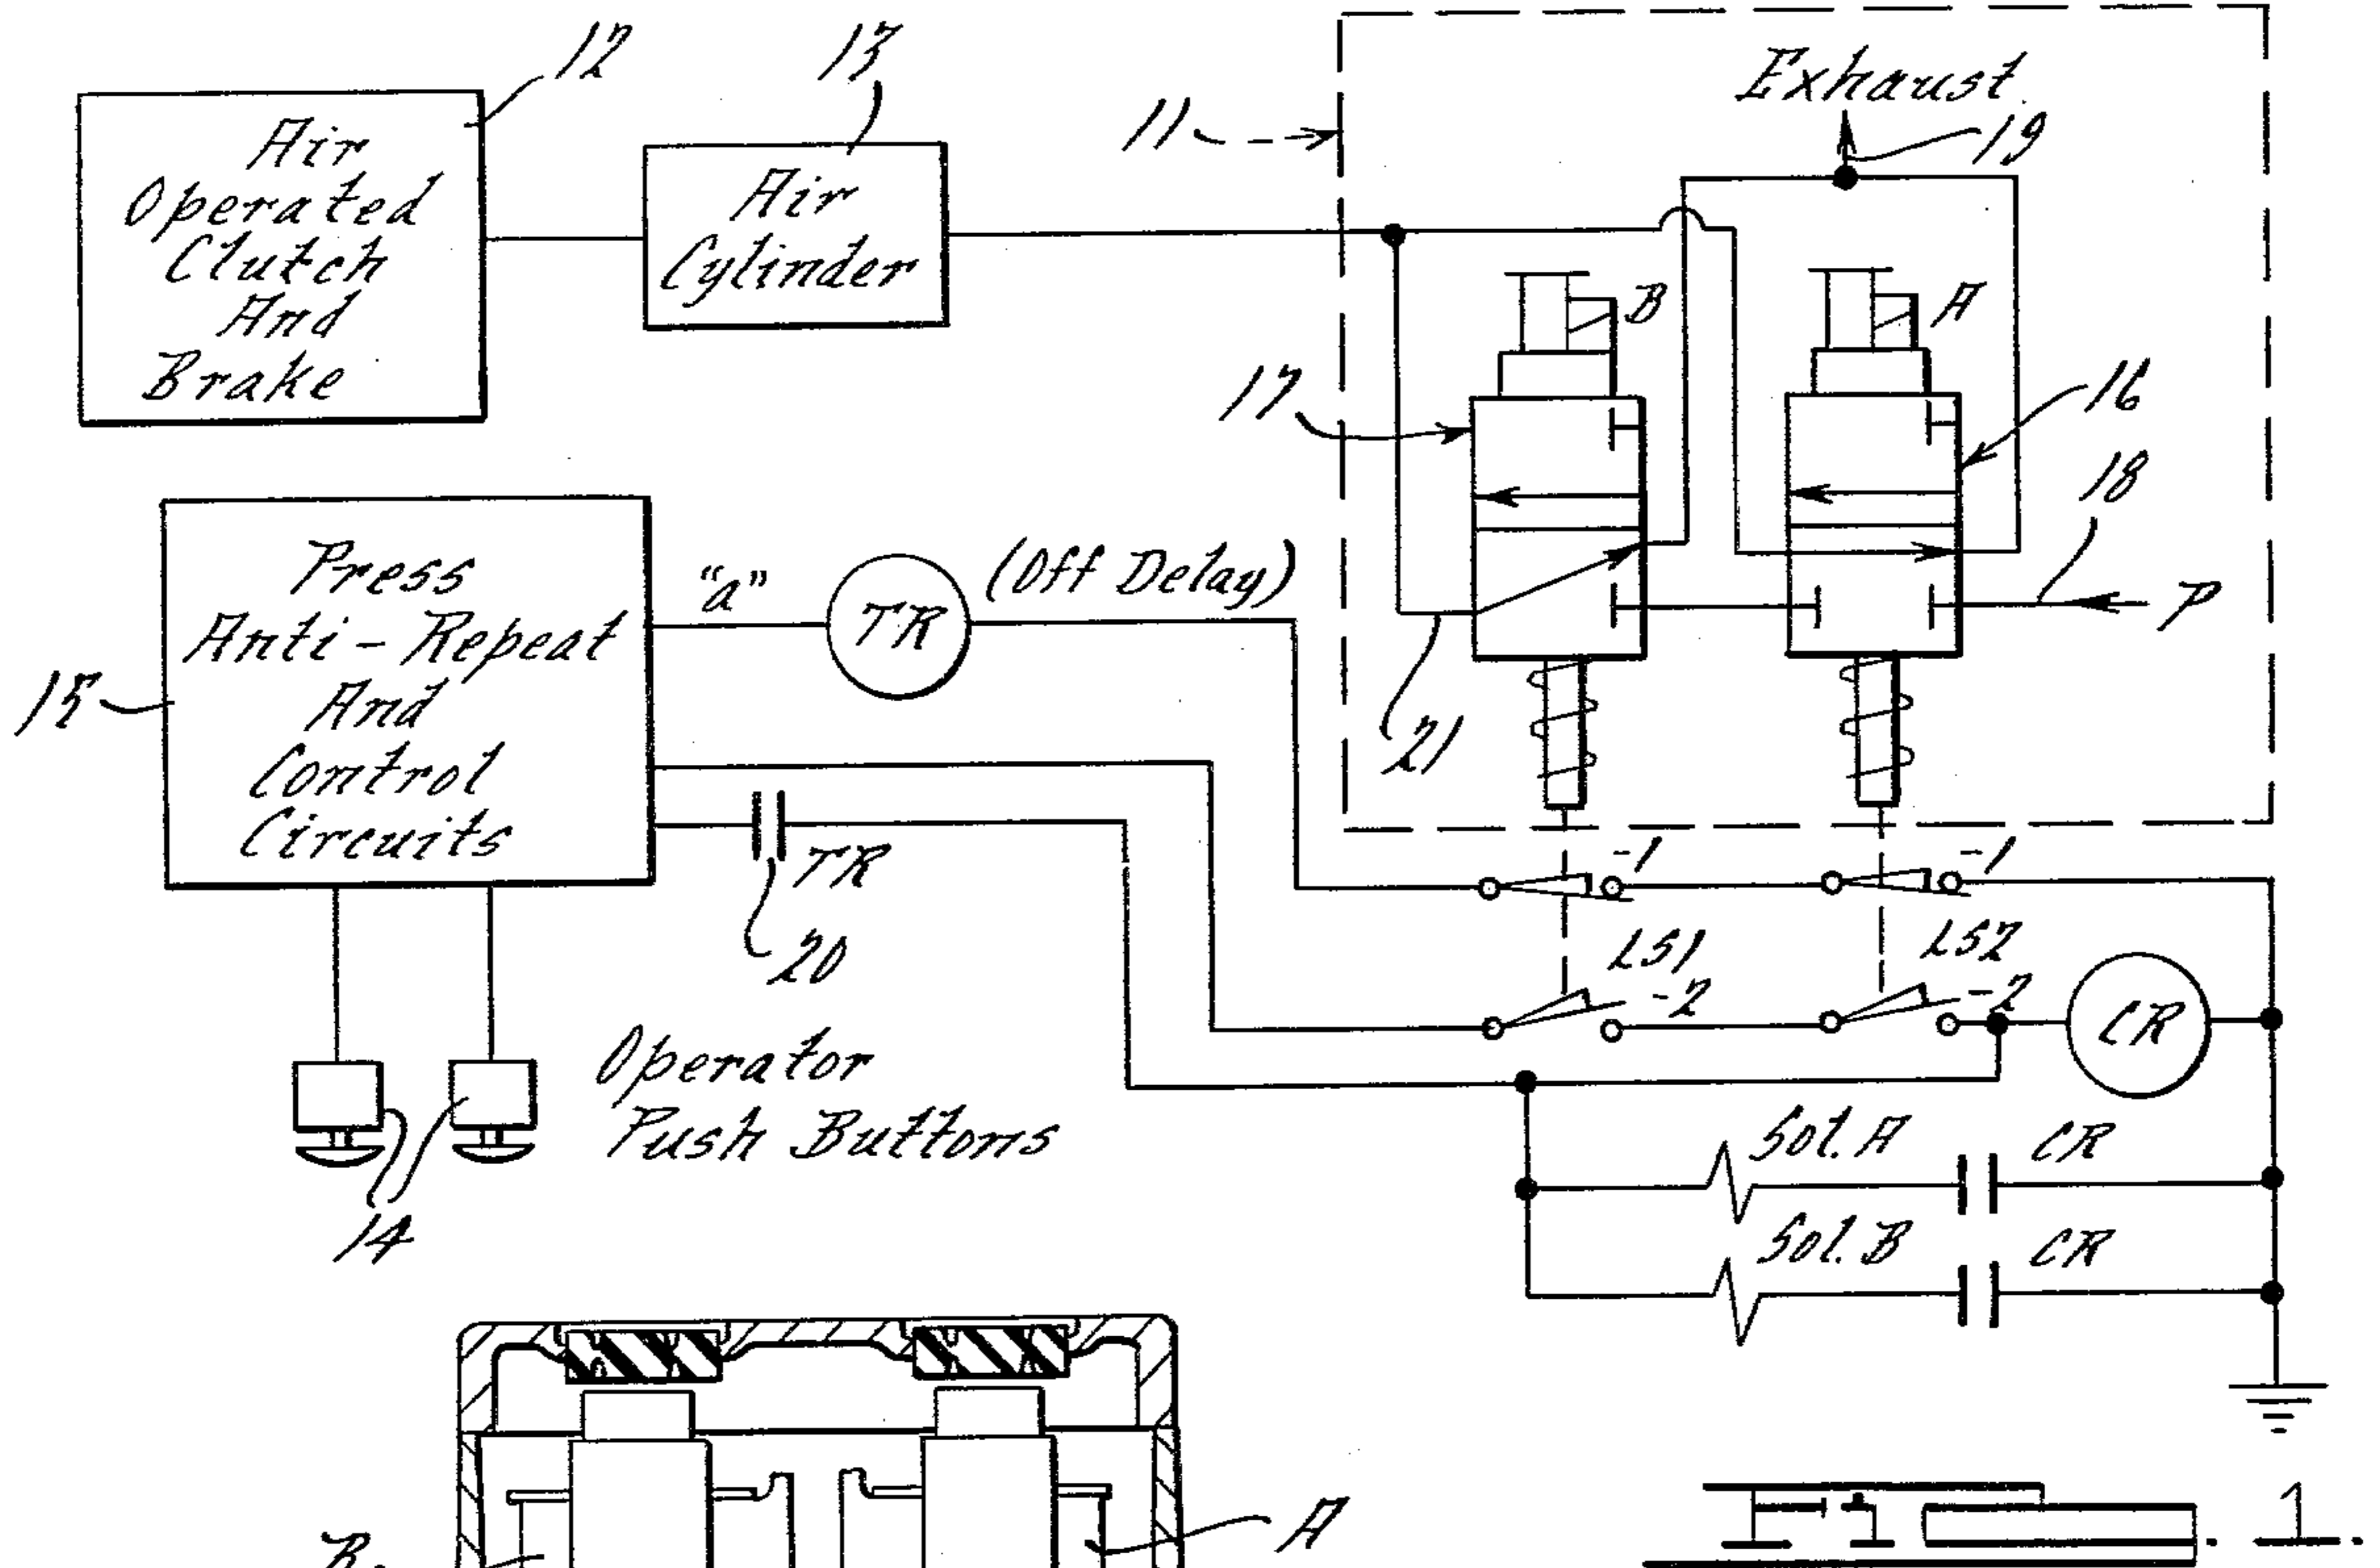 12
13
11
Exhaust
19
Air
Operated
Clutch
And
Brake
Air
Cylinder
B
A
17
16
18
P
21
Press
Anti-Repeat
And
Control
Circuits
15
"a"
TR
(Off Delay)
TR
20
-1
-1
LS1
LS2
-2
-2
CR
Operator
Push Buttons
14
Sol. A
CR
Sol. B
CR
A
B
1.